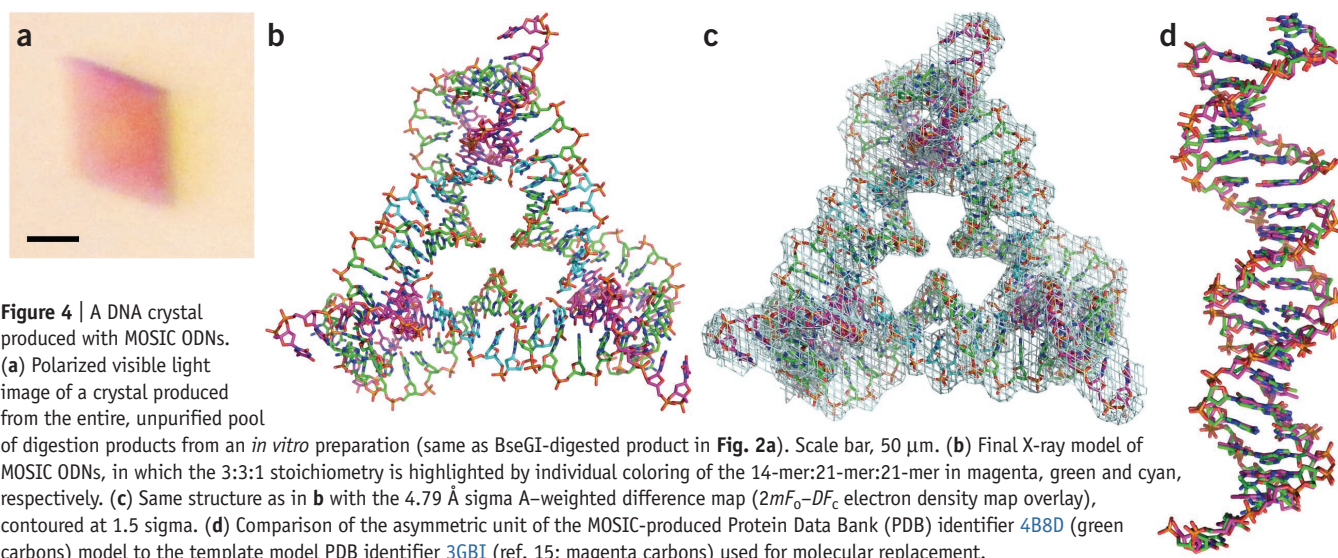 a
b
c
d
Figure 4 | A DNA crystal
produced with MOSIC ODNs.
(a) Polarized visible light
image of a crystal produced
from the entire, unpurified pool
of digestion products from an in vitro preparation (same as BseGI-digested product in Fig. 2a). Scale bar, 50 μm. (b) Final X-ray model of
MOSIC ODNs, in which the 3:3:1 stoichiometry is highlighted by individual coloring of the 14-mer:21-mer:21-mer in magenta, green and cyan,
respectively. (c) Same structure as in b with the 4.79 Å sigma A–weighted difference map (2mFo–DFc electron density map overlay),
contoured at 1.5 sigma. (d) Comparison of the asymmetric unit of the MOSIC-produced Protein Data Bank (PDB) identifier 4B8D (green
carbons) model to the template model PDB identifier 3GBI (ref. 15; magenta carbons) used for molecular replacement.